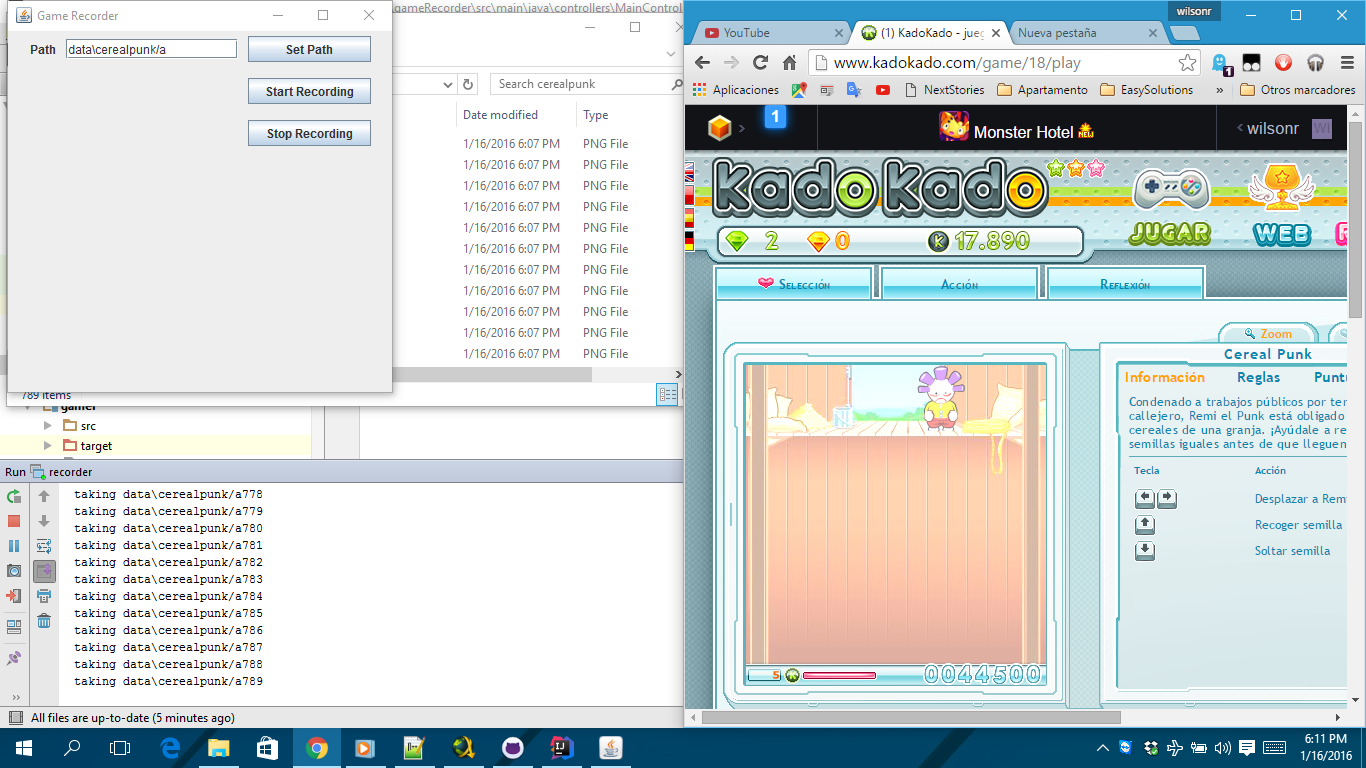 Game Recorder
Path
data\cerealpunk/a
Set Path
Start Recording
Stop Recording
gameRecorder\src\main\java\controllers\MainControl
Search cerealpunk
Date modified
Type
1/16/2016 6:07 PM PNG File
1/16/2016 6:07 PM PNG File
1/16/2016 6:07 PM PNG File
1/16/2016 6:07 PM PNG File
1/16/2016 6:07 PM PNG File
1/16/2016 6:07 PM PNG File
1/16/2016 6:07 PM PNG File
1/16/2016 6:07 PM PNG File
1/16/2016 6:07 PM PNG File
1/16/2016 6:07 PM PNG File
1/16/2016 6:07 PM PNG File
789 items
gamer
src
target
Run recorder
taking data\cerealpunk/a778
taking data\cerealpunk/a779
taking data\cerealpunk/a780
taking data\cerealpunk/a781
taking data\cerealpunk/a782
taking data\cerealpunk/a783
taking data\cerealpunk/a784
taking data\cerealpunk/a785
taking data\cerealpunk/a786
taking data\cerealpunk/a787
taking data\cerealpunk/a788
taking data\cerealpunk/a789
All files are up-to-date (5 minutes ago)
wilsonr
YouTube
(1) KadoKado - jueg
Nueva pestaña
www.kadokado.com/game/18/play
1
Aplicaciones
NextStories
Apartamento
EasySolutions
»
Otros marcadores
1
Monster Hotel
NEW
wilsonr
WI
KadoKado
2
0
K
17.890
JUGAR
WEB
R
Selección
Acción
Reflexión
Zoom
Cereal Punk
Información
Reglas
Puntu
Condenado a trabajos públicos por ter
callejero, Remi el Punk está obligado
cereales de una granja. ¡Ayúdale a re
semillas iguales antes de que lleguen
Tecla
Acción
Desplazar a Rem
Recoger semilla
Soltar semilla
5
0044500
6:11 PM
1/16/2016